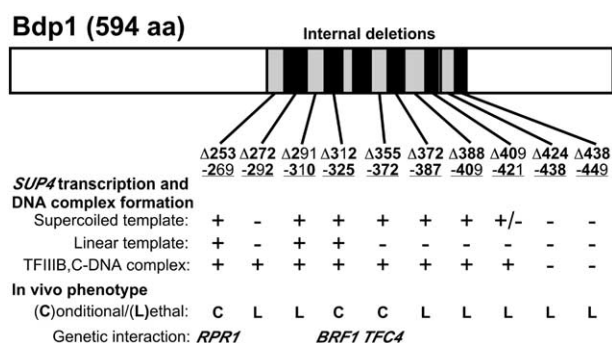 Bdp1 (594 aa)
Internal deletions
Δ253 Δ272 Δ291 Δ312 Δ355 Δ372 Δ388 Δ409 Δ424 Δ438
-269 -292 -310 -325 -372 -387 -409 -421 -438 -449
SUP4 transcription and
DNA complex formation
Supercoiled template: + - + + + + + +/- - -
Linear template: + - + + - - - - - -
TFIIIB,C-DNA complex: + + + + + + + + - -
In vivo phenotype
(C)onditional/(L)ethal: C L L C C L L L L L
Genetic interaction: RPR1 BRF1 TFC4